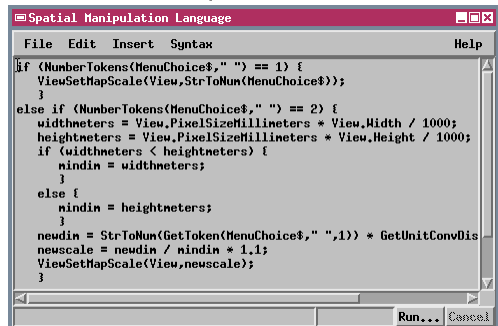 Spatial Manipulation Language
File Edit Insert Syntax Help
if (NumberTokens(MenuChoice$," ") == 1) {
ViewSetMapScale(View,StrToNum(MenuChoice$));
}
else if (NumberTokens(MenuChoice$," ") == 2) {
widthmeters = View.PixelSizeMillimeters * View.Width / 1000;
heightmeters = View.PixelSizeMillimeters * View.Height / 1000;
if (widthmeters < heightmeters) {
mindim = widthmeters;
}
else {
mindim = heightmeters;
}
newdim = StrToNum(GetToken(MenuChoice$," ",1)) * GetUnitConvDis
newscale = newdim / mindim * 1.1;
ViewSetMapScale(View,newscale);
}
Run... Cancel